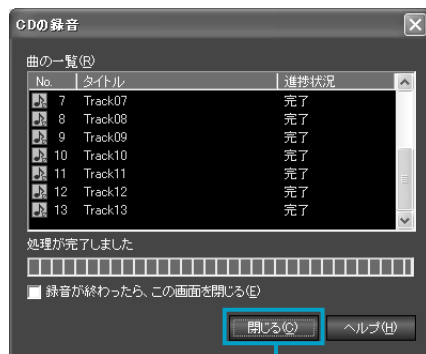 CDの録音
曲の一覧(R)
No. タイトル 進捗状況
7 Track07 完了
8 Track08 完了
9 Track09 完了
10 Track10 完了
11 Track11 完了
12 Track12 完了
13 Track13 完了
処理が完了しました
録音が終わったら、この画面を閉じる(E)
閉じる(C) ヘルプ(H)